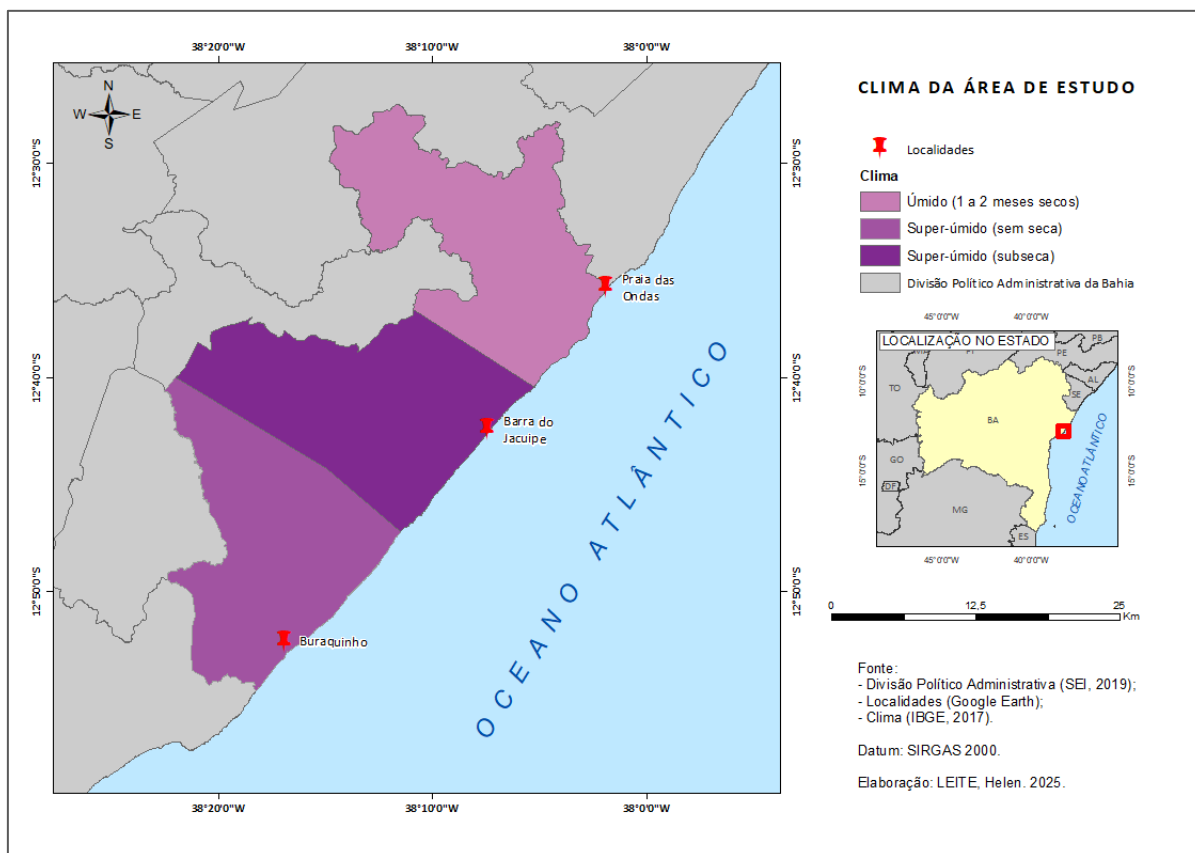 38°20'0"W
38°10'0"W
38°0'0"W
N
W
E
S
12°30'0"S
12°40'0"S
12°50'0"S
12°30'0"S
12°40'0"S
12°50'0"S
Praia das
Ondas
Barra do
Jacuipe
Buraquinho
OCEANO ATLÂNTICO
38°20'0"W
38°10'0"W
38°0'0"W
CLIMA DA ÁREA DE ESTUDO
Localidades
Clima
Úmido (1 a 2 meses secos)
Super-úmido (sem seca)
Super-úmido (subseca)
Divisão Político Administrativa da Bahia
45°0'0"W
40°0'0"W
LOCALIZAÇÃO NO ESTADO
PB
PE
AL
SE
TO
BA
GO
DF
MG
ES
OCEANO ATLÂNTICO
10°0'0"S
15°0'0"S
10°0'0"S
15°0'0"S
45°0'0"W
40°0'0"W
0
12,5
25
Km
Fonte:
- Divisão Político Administrativa (SEI, 2019);
- Localidades (Google Earth);
- Clima (IBGE, 2017).
Datum: SIRGAS 2000.
Elaboração: LEITE, Helen. 2025.